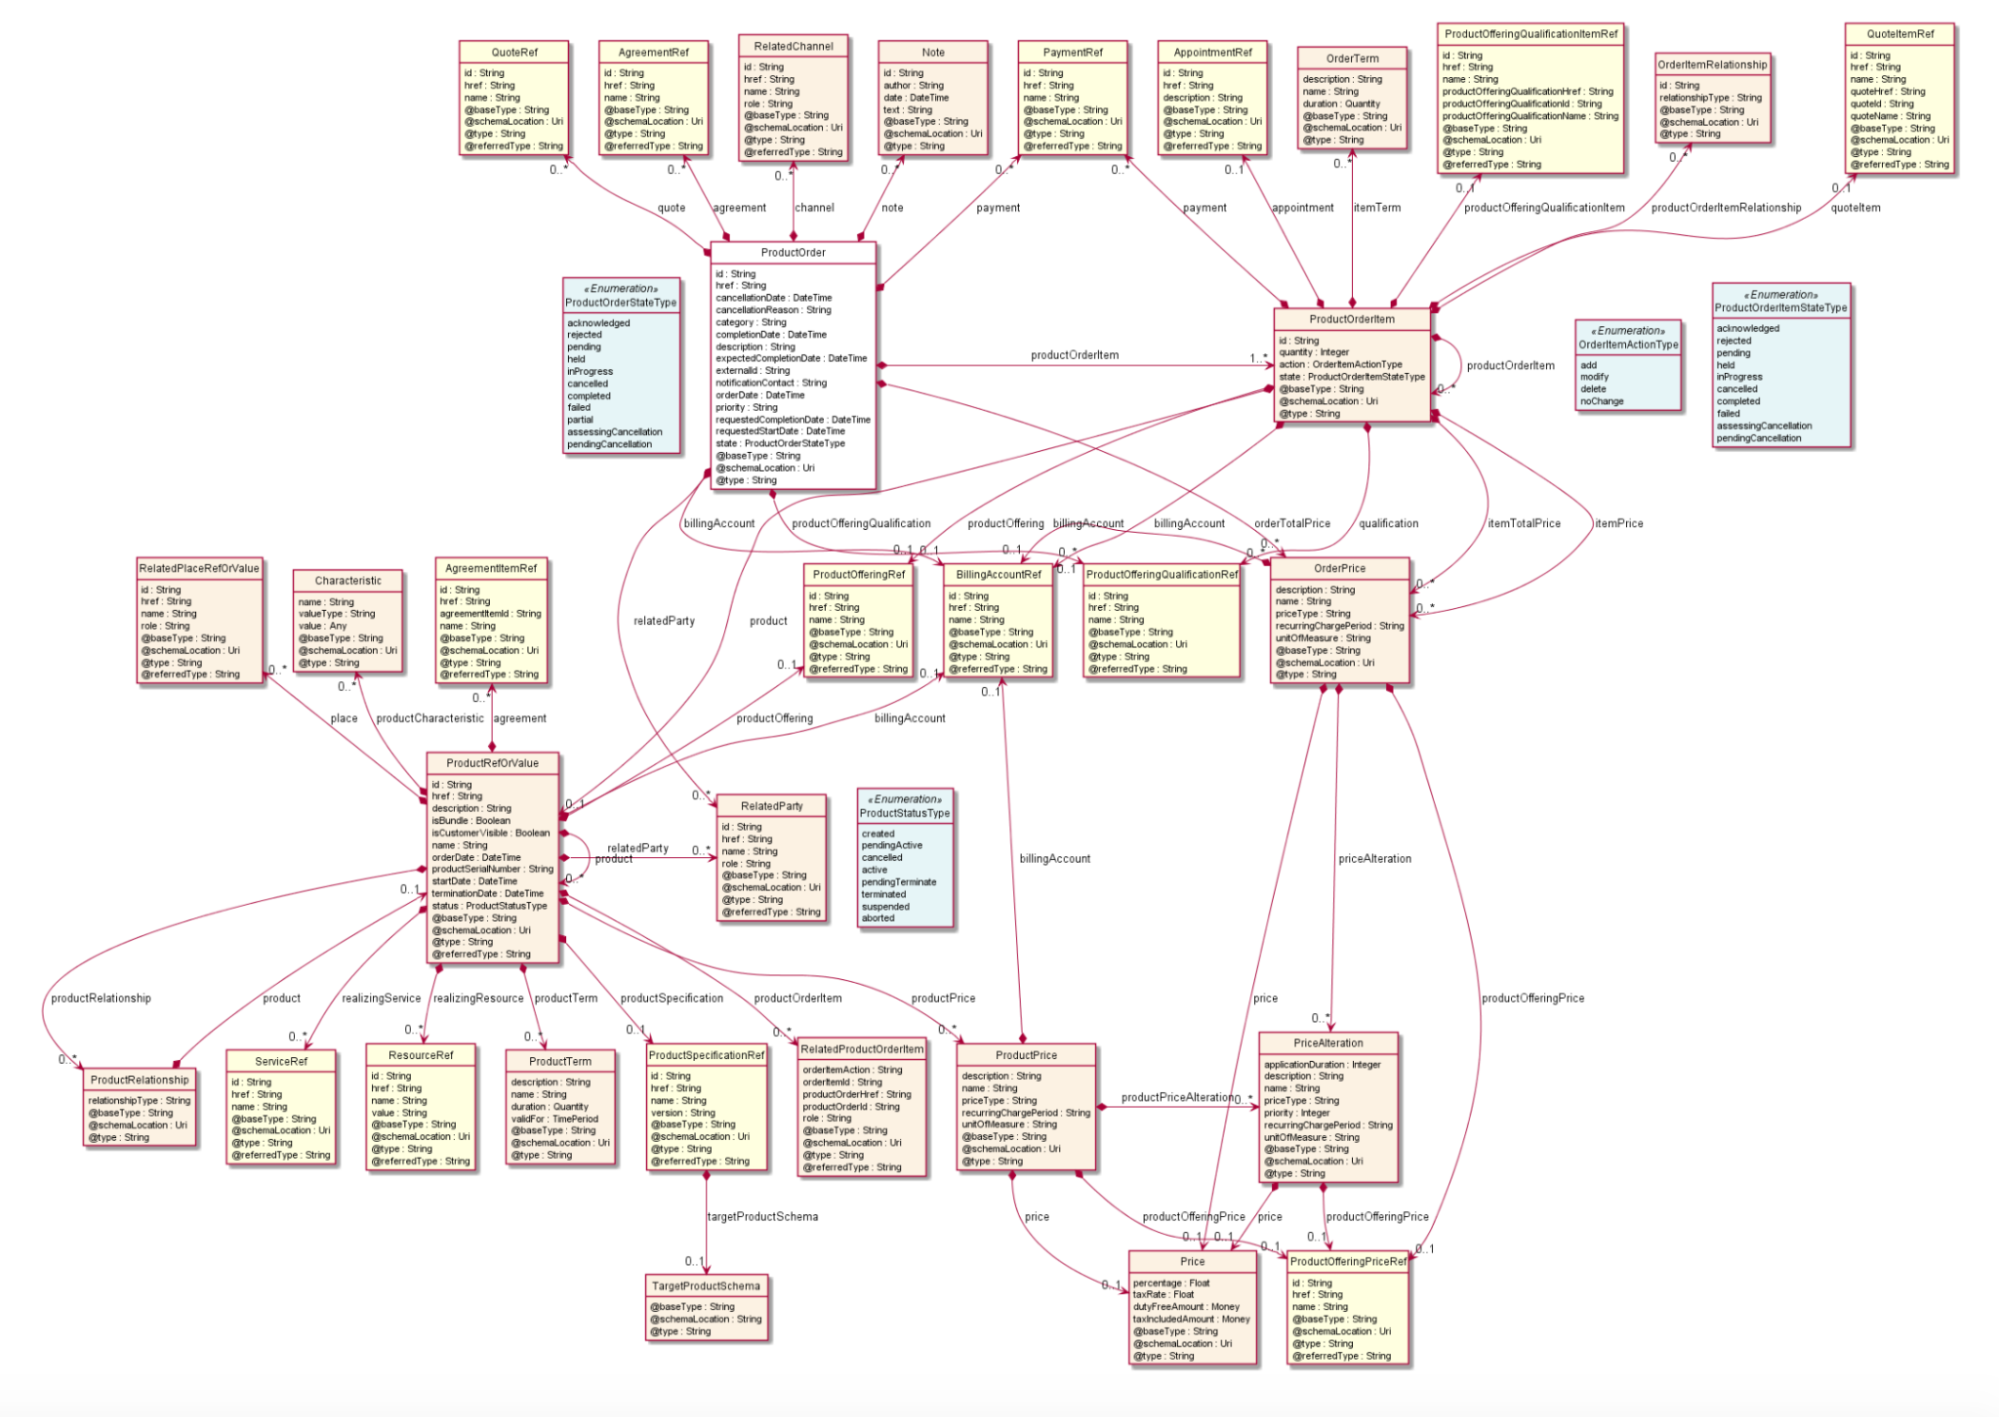 QuoteRef
id : String
href : String
name : String
@baseType : String
@schemaLocation : Uri
@type : String
@referredType : String
AgreementRef
id : String
href : String
name : String
@baseType : String
@schemaLocation : Uri
@type : String
@referredType : String
RelatedChannel
id : String
href : String
name : String
role : String
@baseType : String
@schemaLocation : Uri
@type : String
@referredType : String
Note
id : String
author : String
date : DateTime
text : String
@baseType : String
@schemaLocation : Uri
@type : String
PaymentRef
id : String
href : String
name : String
@baseType : String
@schemaLocation : Uri
@type : String
@referredType : String
AppointmentRef
id : String
href : String
description : String
@baseType : String
@schemaLocation : Uri
@type : String
@referredType : String
OrderTerm
description : String
name : String
duration : Quantity
@baseType : String
@schemaLocation : Uri
@type : String
ProductOfferingQualificationItemRef
id : String
href : String
name : String
productOfferingQualificationHref : String
productOfferingQualificationId : String
productOfferingQualificationName : String
@baseType : String
@schemaLocation : Uri
@type : String
@referredType : String
OrderItemRelationship
id : String
relationshipType : String
@baseType : String
@schemaLocation : Uri
@type : String
QuoteItemRef
id : String
href : String
name : String
quoteHref : String
quoteId : String
quoteName : String
@baseType : String
@schemaLocation : Uri
@type : String
@referredType : String
0..*
0..*
0..*
0..*
0..*
0..*
0..1
0..*
0..1
0..*
0..1
quote
agreement
channel
note
payment
payment
appointment
itemTerm
productOfferingQualificationItem
productOrderItemRelationship
quoteItem
«Enumeration»
ProductOrderStateType
acknowledged
rejected
pending
held
inProgress
cancelled
completed
failed
partial
assessingCancellation
pendingCancellation
ProductOrder
id : String
href : String
cancellationDate : DateTime
cancellationReason : String
category : String
completionDate : DateTime
description : String
expectedCompletionDate : DateTime
externalId : String
notificationContact : String
orderDate : DateTime
priority : String
requestedCompletionDate : DateTime
requestedStartDate : DateTime
state : ProductOrderStateType
@baseType : String
@schemaLocation : Uri
@type : String
productOrderItem
1..*
ProductOrderItem
id : String
quantity : Integer
action : OrderItemActionType
state : ProductOrderItemStateType
@baseType : String
@schemaLocation : Uri
@type : String
productOrderItem
0..*
«Enumeration»
OrderItemActionType
add
modify
delete
noChange
«Enumeration»
ProductOrderItemStateType
acknowledged
rejected
pending
held
inProgress
cancelled
completed
failed
assessingCancellation
pendingCancellation
billingAccount
productOfferingQualification
productOffering
billingAccount
billingAccount
orderTotalPrice
qualification
itemTotalPrice
itemPrice
0..1
0..1
0..1
0..1
0..*
0..*
0..*
0..*
0..*
RelatedPlaceRefOrValue
id : String
href : String
name : String
role : String
@baseType : String
@schemaLocation : Uri
@type : String
@referredType : String
Characteristic
name : String
valueType : String
value : Any
@baseType : String
@schemaLocation : Uri
@type : String
AgreementItemRef
id : String
href : String
agreementItemId : String
name : String
@baseType : String
@schemaLocation : Uri
@type : String
@referredType : String
relatedParty
product
ProductOfferingRef
id : String
href : String
name : String
@baseType : String
@schemaLocation : Uri
@type : String
@referredType : String
BillingAccountRef
id : String
href : String
name : String
@baseType : String
@schemaLocation : Uri
@type : String
@referredType : String
ProductOfferingQualificationRef
id : String
href : String
name : String
@baseType : String
@schemaLocation : Uri
@type : String
@referredType : String
OrderPrice
description : String
name : String
priceType : String
recurringChargePeriod : String
unitOfMeasure : String
@baseType : String
@schemaLocation : Uri
@type : String
0..*
0..*
0..*
0..1
0..1
0..1
place
productCharacteristic
agreement
productOffering
billingAccount
ProductRefOrValue
id : String
href : String
description : String
isBundle : Boolean
isCustomerVisible : Boolean
name : String
orderDate : DateTime
productSerialNumber : String
startDate : DateTime
terminationDate : DateTime
status : ProductStatusType
@baseType : String
@schemaLocation : Uri
@type : String
@referredType : String
0..1
0..1
relatedParty
product
0..*
0..*
0..*
RelatedParty
id : String
href : String
name : String
role : String
@baseType : String
@schemaLocation : Uri
@type : String
@referredType : String
«Enumeration»
ProductStatusType
created
pendingActive
cancelled
active
pendingTerminate
terminated
suspended
aborted
billingAccount
priceAlteration
productRelationship
product
realizingService
realizingResource
productTerm
productSpecification
productOrderItem
productPrice
price
productOfferingPrice
0..*
0..*
0..*
0..*
0..1
0..*
0..*
0..*
ProductRelationship
relationshipType : String
@baseType : String
@schemaLocation : Uri
@type : String
ServiceRef
id : String
href : String
name : String
@baseType : String
@schemaLocation : Uri
@type : String
@referredType : String
ResourceRef
id : String
href : String
name : String
value : String
@baseType : String
@schemaLocation : Uri
@type : String
@referredType : String
ProductTerm
description : String
name : String
duration : Quantity
validFor : TimePeriod
@baseType : String
@schemaLocation : Uri
@type : String
ProductSpecificationRef
id : String
href : String
name : String
version : String
@baseType : String
@schemaLocation : Uri
@type : String
@referredType : String
RelatedProductOrderItem
orderItemAction : String
orderItemId : String
productOrderHref : String
productOrderId : String
role : String
@baseType : String
@schemaLocation : Uri
@type : String
@referredType : String
ProductPrice
description : String
name : String
priceType : String
recurringChargePeriod : String
unitOfMeasure : String
@baseType : String
@schemaLocation : Uri
@type : String
productPriceAlteration
0..*
PriceAlteration
applicationDuration : Integer
description : String
name : String
priceType : String
priority : Integer
recurringChargePeriod : String
unitOfMeasure : String
@baseType : String
@schemaLocation : Uri
@type : String
targetProductSchema
price
productOfferingPrice
price
productOfferingPrice
0..1
0..1
0..1
0..1
0..1
0..1
0..1
TargetProductSchema
@baseType : String
@schemaLocation : String
@type : String
Price
percentage : Float
taxRate : Float
dutyFreeAmount : Money
taxIncludedAmount : Money
@baseType : String
@schemaLocation : Uri
@type : String
ProductOfferingPriceRef
id : String
href : String
name : String
@baseType : String
@schemaLocation : Uri
@type : String
@referredType : String